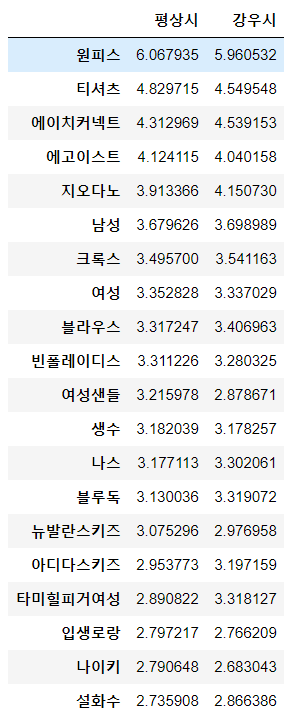 평상시 강우시
원피스 6.067935 5.960532
티셔츠 4.829715 4.549548
에이치커넥트 4.312969 4.539153
에고이스트 4.124115 4.040158
지오다노 3.913366 4.150730
남성 3.679626 3.698989
크록스 3.495700 3.541163
여성 3.352828 3.337029
블라우스 3.317247 3.406963
빈폴레이디스 3.311226 3.280325
여성샌들 3.215978 2.878671
생수 3.182039 3.178257
나스 3.177113 3.302061
블루독 3.130036 3.319072
뉴발란스키즈 3.075296 2.976958
아디다스키즈 2.953773 3.197159
타미힐피거여성 2.890822 3.318127
입생로랑 2.797217 2.766209
나이키 2.790648 2.683043
설화수 2.735908 2.866386